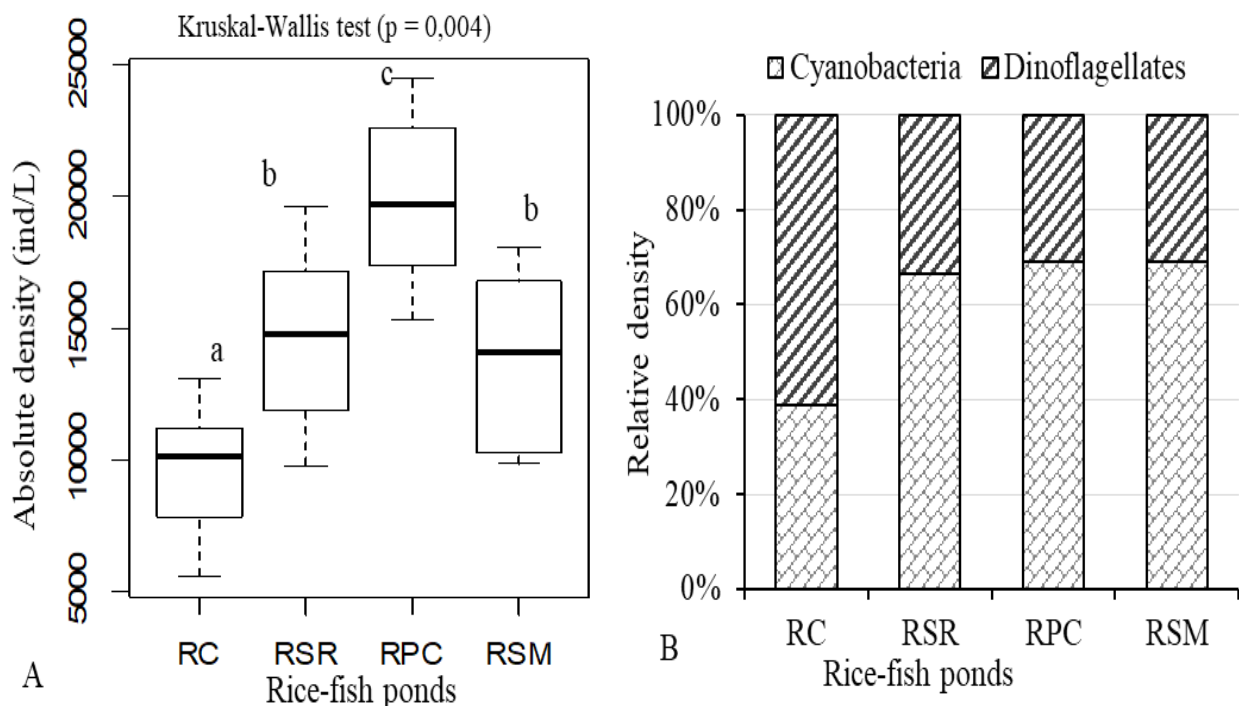 Kruskal-Wallis test (p = 0,004)
Absolute density (ind/L)
25000
20000
15000
10000
5000
a
b
c
b
RC RSR RPC RSM
Rice-fish ponds
A
Cyanobacteria Dinoflagellates
Relative density
100%
80%
60%
40%
20%
0%
RC RSR RPC RSM
Rice-fish ponds
B